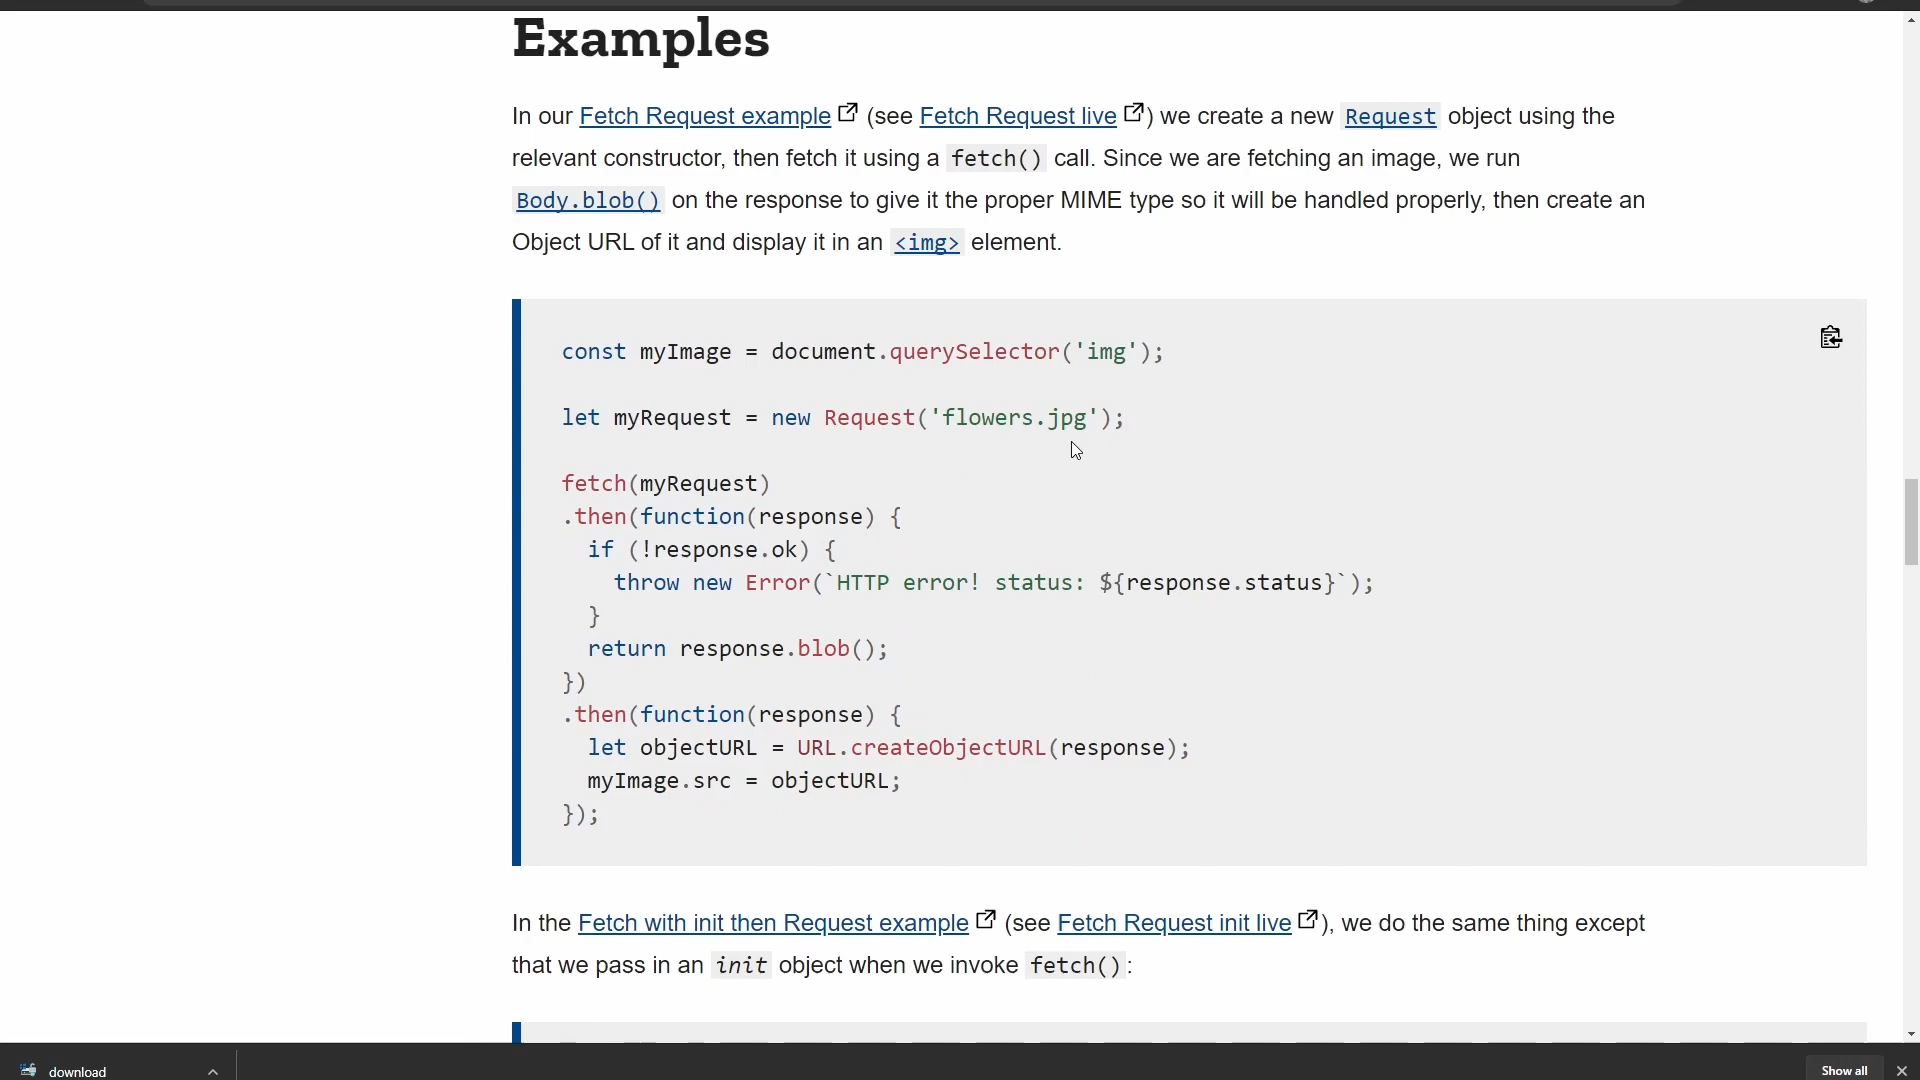 Examples
In our Fetch Request example (see Fetch Request live) we create a new Request object using the
relevant constructor, then fetch it using a fetch() call. Since we are fetching an image, we run
Body.blob() on the response to give it the proper MIME type so it will be handled properly, then create an
Object URL of it and display it in an <img> element.
const myImage = document.querySelector('img');
let myRequest = new Request('flowers.jpg');
fetch(myRequest)
.then(function(response) {
  if (!response.ok) {
    throw new Error(`HTTP error! status: ${response.status}`);
  }
  return response.blob();
})
.then(function(response) {
  let objectURL = URL.createObjectURL(response);
  myImage.src = objectURL;
});
In the Fetch with init then Request example (see Fetch Request init live), we do the same thing except
that we pass in an init object when we invoke fetch():
download
Show all